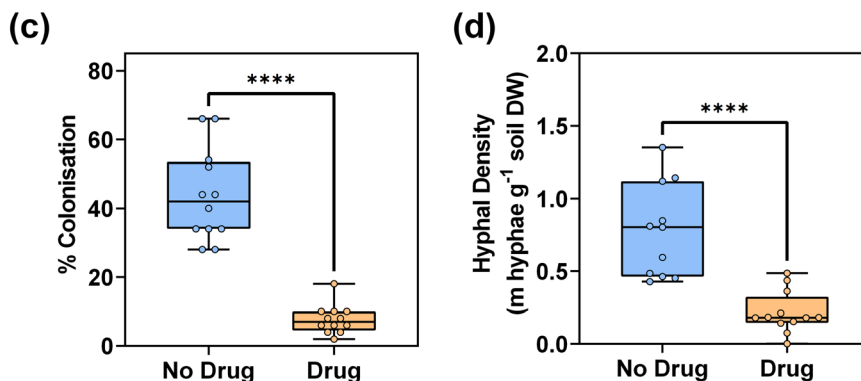 (c)
% Colonisation
80
60
40
20
0
****
No Drug
Drug
(d)
Hyphal Density
(m hyphae g⁻¹ soil DW)
2.0
1.5
1.0
0.5
0.0
****
No Drug
Drug